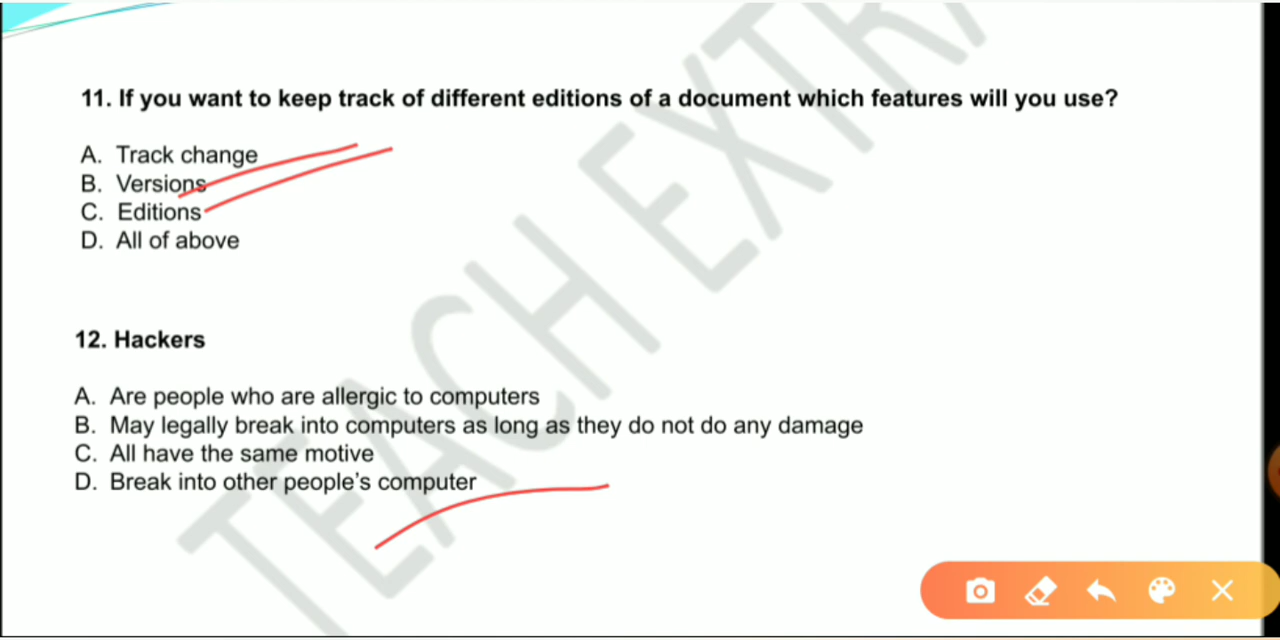 11. If you want to keep track of different editions of a document which features will you use?
A. Track change
B. Versions
C. Editions
D. All of above
12. Hackers
A. Are people who are allergic to computers
B. May legally break into computers as long as they do not do any damage
C. All have the same motive
D. Break into other people's computer
TEACH EXTRA